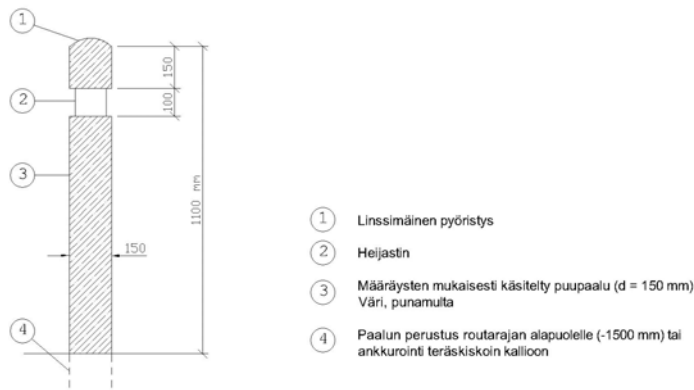 1
150
2
100
3
1100 mm
150
4
1 Linssimäinen pyöristys
2 Heijastin
3 Määräysten mukaisesti käsitelty puupaalu (d = 150 mm)
Väri, punamulta
4 Paalun perustus routarajan alapuolelle (-1500 mm) tai
ankkurointi teräskiskoin kallioon